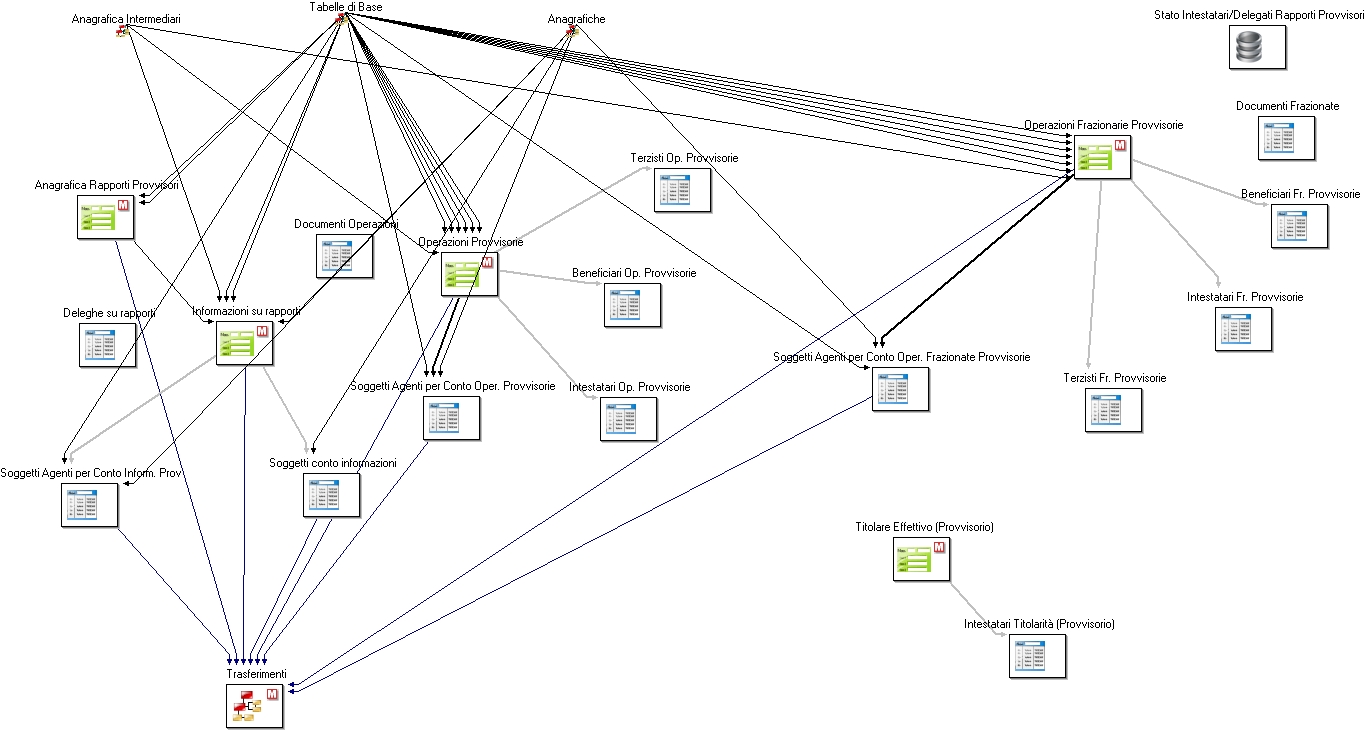 Tabelle di Base
Anagrafica Intermediari
Anagrafiche
Stato Intestatari/Delegati Rapporti Provvisori
Documenti Frazionate
Operazioni Frazionarie Provvisorie
Terzisti Op. Provvisorie
Anagrafica Rapporti Provvisori
Beneficiari Fr. Provvisorie
Documenti Operazioni
Operazioni Provvisorie
Beneficiari Op. Provvisorie
Intestatari Fr. Provvisorie
Deleghe su rapporti
Informazioni su rapporti
Soggetti Agenti per Conto Oper. Frazionate Provvisorie
Terzisti Fr. Provvisorie
Soggetti Agenti per Conto Oper. Provvisorie
Intestatari Op. Provvisorie
Soggetti conto informazioni
Soggetti Agenti per Conto Inform. Prov
Titolare Effettivo (Provvisorio)
Intestatari Titolarità (Provvisorio)
Trasferimenti